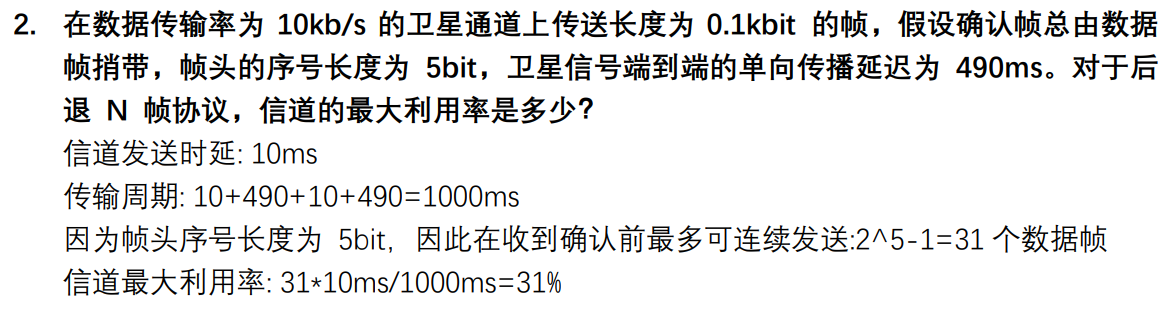 2. 在数据传输率为 10kb/s 的卫星通道上传送长度为 0.1kbit 的帧，假设确认帧总由数据
帧捎带，帧头的序号长度为 5bit，卫星信号端到端的单向传播延迟为 490ms。对于后
退 N 帧协议，信道的最大利用率是多少？
信道发送时延: 10ms
传输周期: 10+490+10+490=1000ms
因为帧头序号长度为 5bit，因此在收到确认前最多可连续发送:2^5-1=31 个数据帧
信道最大利用率: 31*10ms/1000ms=31%